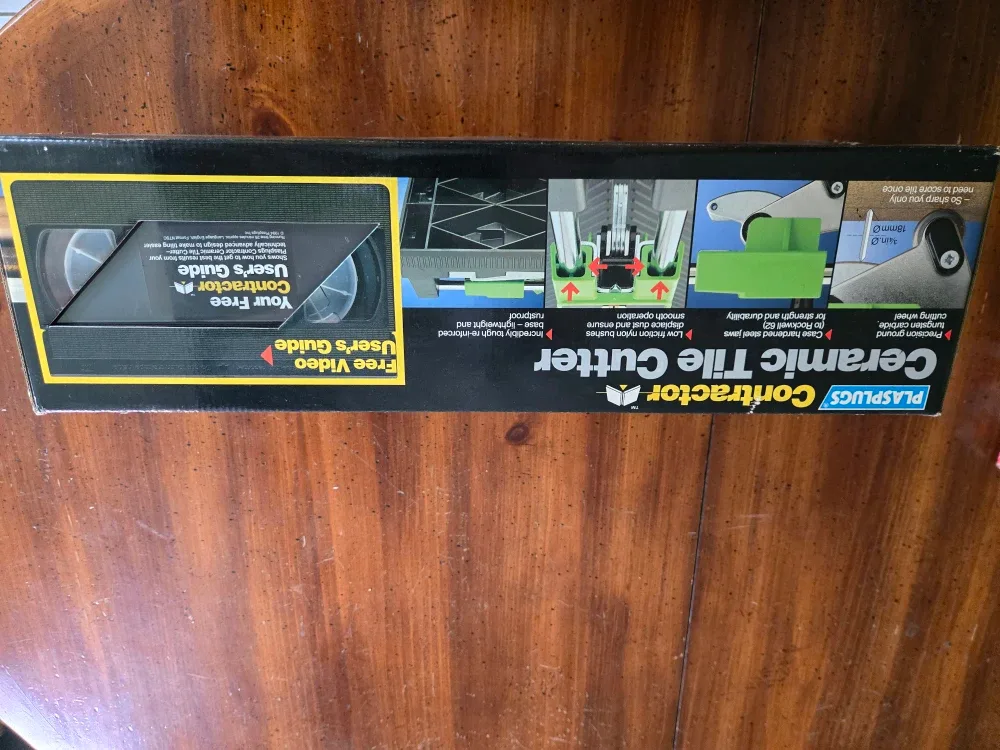 PLASPLUGS®
Contractor ™
Ceramic Tile Cutter
Precision ground
tungsten carbide
cutting wheel
¾in.Ø
18mmØ
– So sharp you only
need to score tile once
Case hardened steel jaws
(to Rockwell 62)
for strength and durability
Low friction nylon bushes
displace dust and ensure
smooth operation
Incredibly tough re-inforced
base – lightweight and
rustproof
Free Video
User's Guide
Your Free
Contractor
User's Guide
Shows you how to get the best results from your
Plasplugs Contractor Ceramic Tile Cutter
technically advanced design to make tiling easier